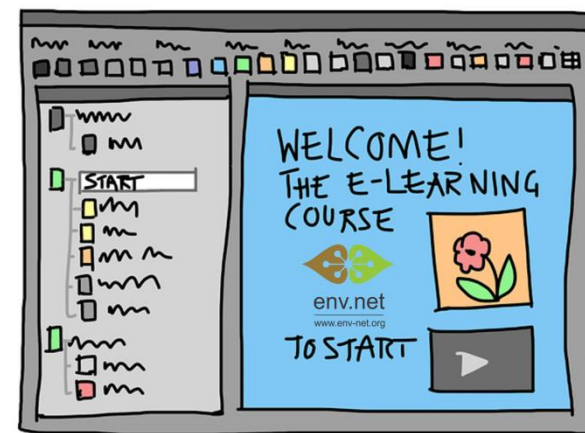 START
WELCOME!
THE E-LEARNING
COURSE
env.net
www.env-net.org
TO START